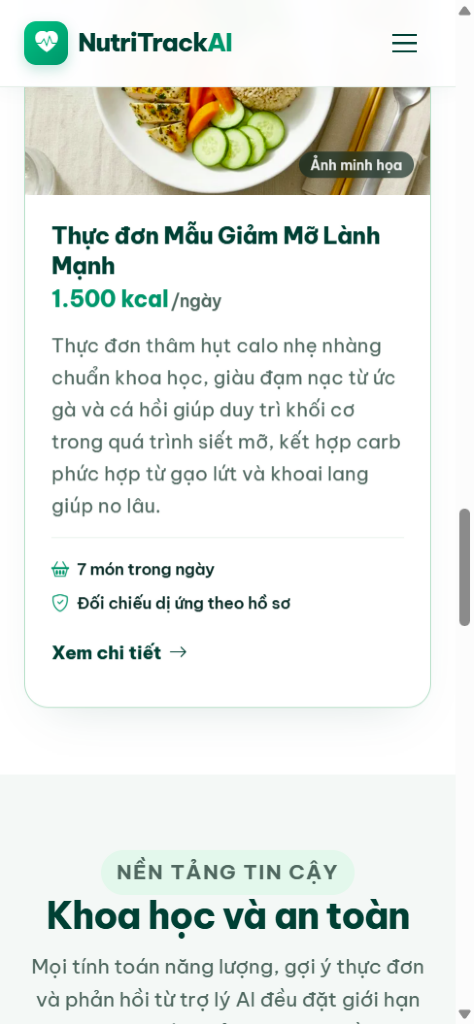 NutriTrackAI
Ảnh minh họa
Thực đơn Mẫu Giảm Mỡ Lành
Mạnh
1.500 kcal/ngày
Thực đơn thâm hụt calo nhẹ nhàng
chuẩn khoa học, giàu đạm nạc từ ức
gà và cá hồi giúp duy trì khối cơ
trong quá trình siết mỡ, kết hợp carb
phức hợp từ gạo lứt và khoai lang
giúp no lâu.
7 món trong ngày
Đối chiếu dị ứng theo hồ sơ
Xem chi tiết →
NỀN TẢNG TIN CẬY
Khoa học và an toàn
Mọi tính toán năng lượng, gợi ý thực đơn
và phản hồi từ trợ lý AI đều đặt giới hạn